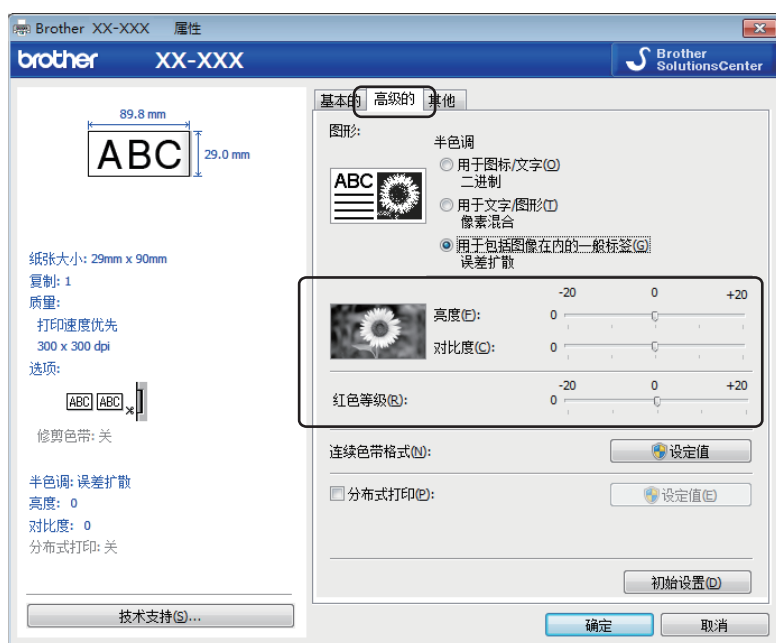 Brother XX-XXX 属性
brother XX-XXX
Brother
SolutionsCenter
89.8 mm
ABC
29.0 mm
纸张大小: 29mm x 90mm
复制: 1
质量:
打印速度优先
300 x 300 dpi
选项:
ABC ABC
修剪色带: 关
半色调: 误差扩散
亮度: 0
对比度: 0
分布式打印: 关
技术支持(S)...
基本的 高级的 其他
图形:
ABC
半色调
用于图标/文字(O)
二进制
用于文字/图形(T)
像素混合
用于包括图像在内的一般标签(G)
误差扩散
-20 0 +20
亮度(F): 0
对比度(C): 0
-20 0 +20
红色等级(R): 0
连续色带格式(N): 设定值
分布式打印(P): 设定值(E)
初始设置(D)
确定 取消